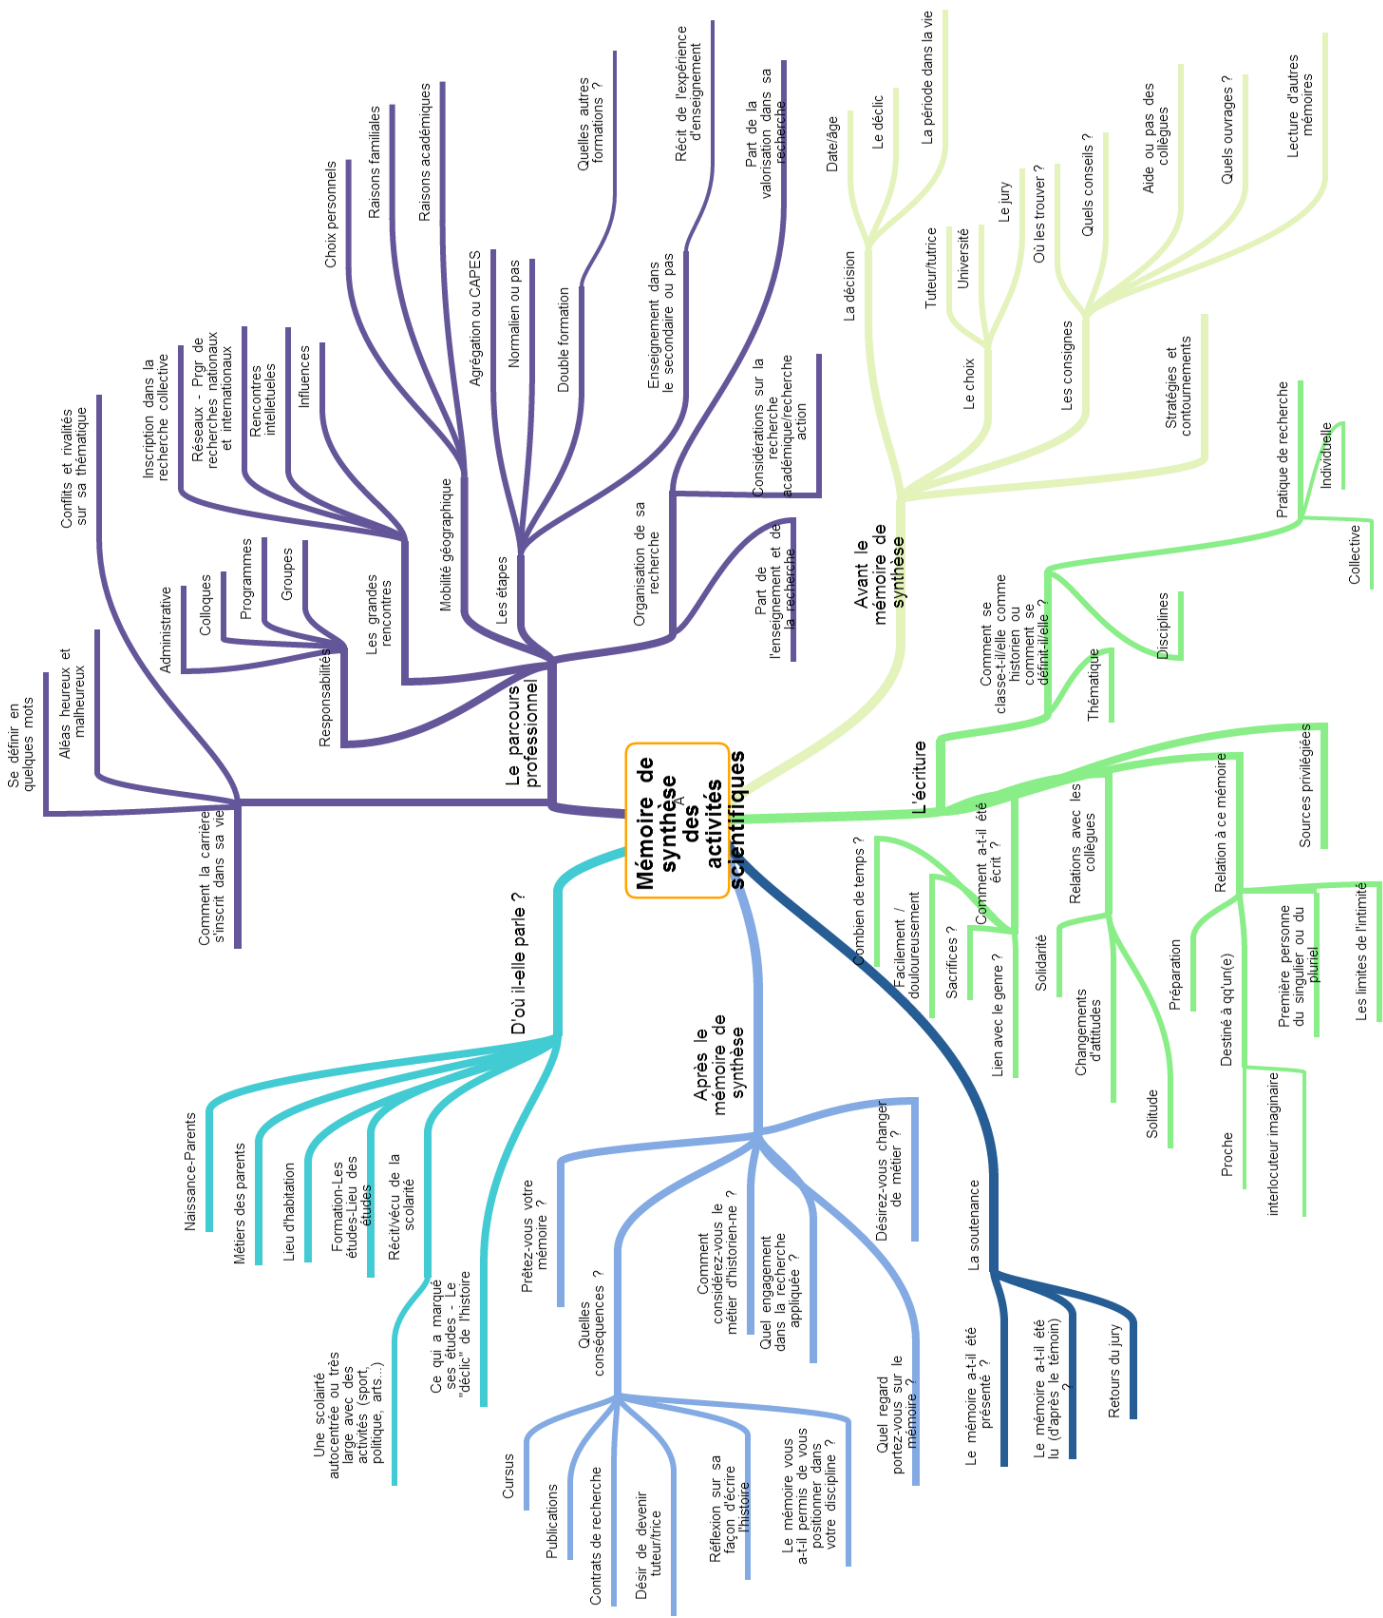 Mémoire de
synthèse
des
activités
scientifiques
A
Le parcours
professionnel
Comment la carrière
s'inscrit dans sa vie
Se définir en
quelques mots
Aléas heureux et
malheureux
Conflits et rivalités
sur sa thématique
Responsabilités
Administrative
Colloques
Programmes
Groupes
Les grandes
rencontres
Inscription dans la
recherche collective
Réseaux - Prgr de
recherches nationaux
et internationaux
Rencontres
intelletueles
Influences
Mobilité géographique
Choix personnels
Raisons familiales
Raisons académiques
Les étapes
Agrégation ou CAPES
Normalien ou pas
Double formation
Quelles autres
formations ?
Enseignement dans
le secondaire ou pas
Récit de l'expérience
d'enseignement
Organisation de sa
recherche
Part de la
valorisation dans sa
recherche
Considérations sur la
recherche
académique/recherche
action
Part de
l'enseignement et de
la recherche
Avant le
mémoire de
synthèse
La décision
Date/âge
Le déclic
La période dans la vie
Le choix
Tuteur/tutrice
Université
Le jury
Les consignes
Où les trouver ?
Quels conseils ?
Aide ou pas des
collègues
Quels ouvrages ?
Lecture d'autres
mémoires
Stratégies et
contournements
L'écriture
Comment se
classe-t-il/elle comme
historien ou
comment se
définit-il/elle ?
Pratique de recherche
Individuelle
Collective
Disciplines
Thématique
Comment a-t-il été
écrit ?
Combien de temps ?
Facilement /
douloureusement
Sacrifices ?
Lien avec le genre ?
Relations avec les
collègues
Solidarité
Changements
d'attitudes
Solitude
Relation à ce mémoire
Préparation
Destiné à qq'un(e)
Proche
interlocuteur imaginaire
Première personne
du singulier ou du
pluriel
Les limites de l'intimité
Sources privilégiées
La soutenance
Le mémoire a-t-il été
présenté ?
Le mémoire a-t-il été
lu (d'après le témoin)
?
Retours du jury
Après le
mémoire de
synthèse
Prêtez-vous votre
mémoire ?
Quelles
conséquences ?
Cursus
Publications
Contrats de recherche
Désir de devenir
tuteur/trice
Réflexion sur sa
façon d'écrire
l'histoire
Le mémoire vous
a-t-il permis de vous
positionner dans
votre discipline ?
Comment
considérez-vous le
métier d'historien-ne ?
Quel engagement
dans la recherche
appliquée ?
Quel regard
portez-vous sur le
mémoire ?
Désirez-vous changer
de métier ?
D'où il-elle parle ?
Naissance-Parents
Métiers des parents
Lieu d'habitation
Formation-Les
études-Lieu des
études
Récit/vécu de la
scolarité
Une scolairté
autocentrée ou très
large avec des
activités (sport,
politique, arts...)
Ce qui a marqué
ses études - Le
"déclic" de l'histoire